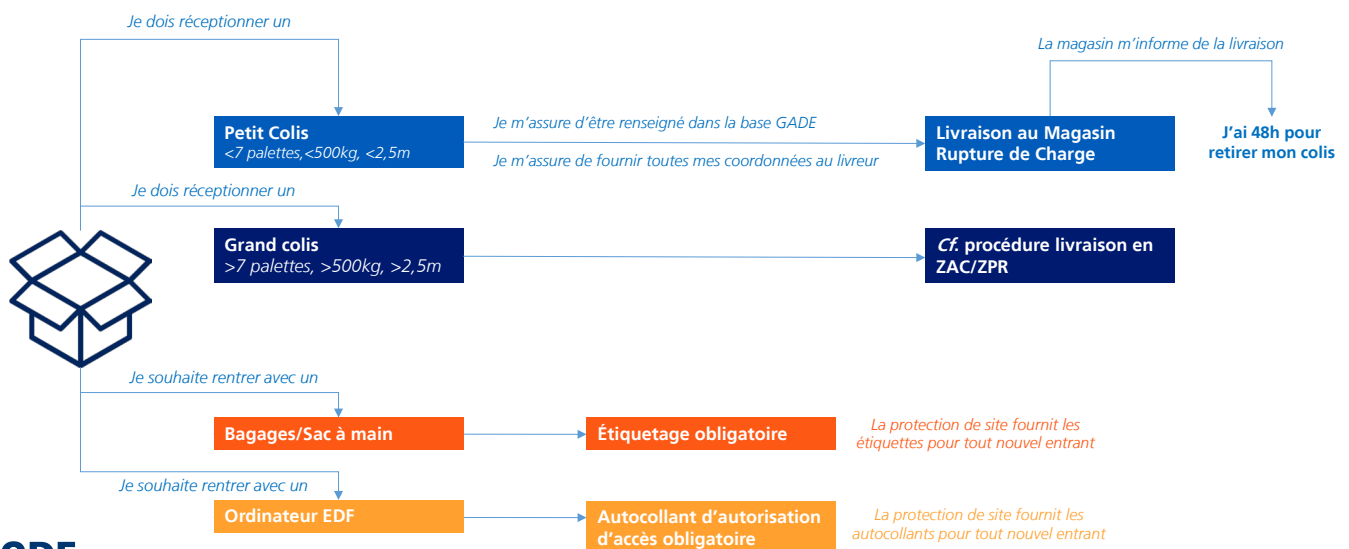 Je dois réceptionner un
La magasin m'informe de la livraison
Petit Colis
<7 palettes,<500kg, <2,5m
Je m'assure d'être renseigné dans la base GADE
Je m'assure de fournir toutes mes coordonnées au livreur
Livraison au Magasin
Rupture de Charge
J'ai 48h pour
retirer mon colis
Je dois réceptionner un
Grand colis
>7 palettes, >500kg, >2,5m
Cf. procédure livraison en
ZAC/ZPR
Je souhaite rentrer avec un
Bagages/Sac à main
Étiquetage obligatoire
La protection de site fournit les
étiquettes pour tout nouvel entrant
Je souhaite rentrer avec un
Ordinateur EDF
Autocollant d'autorisation
d'accès obligatoire
La protection de site fournit les
autocollants pour tout nouvel entrant